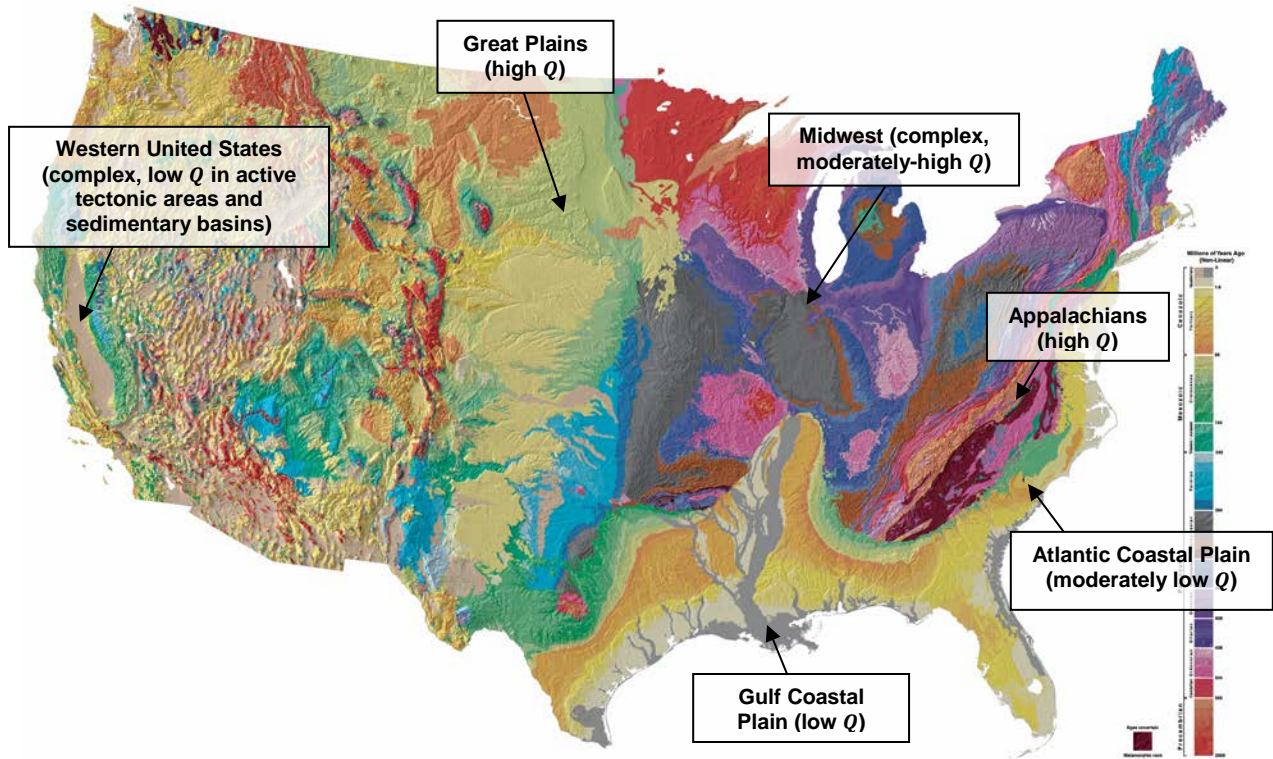 Great Plains
(high Q)
Western United States
(complex, low Q in active
tectonic areas and
sedimentary basins)
Midwest (complex,
moderately-high Q)
Appalachians
(high Q)
Atlantic Coastal Plain
(moderately low Q)
Gulf Coastal
Plain (low Q)
Millions of Years Ago
(Non-Linear)
Cenozoic
Mesozoic
Precambrian
Age uncertain
Metamorphic rock